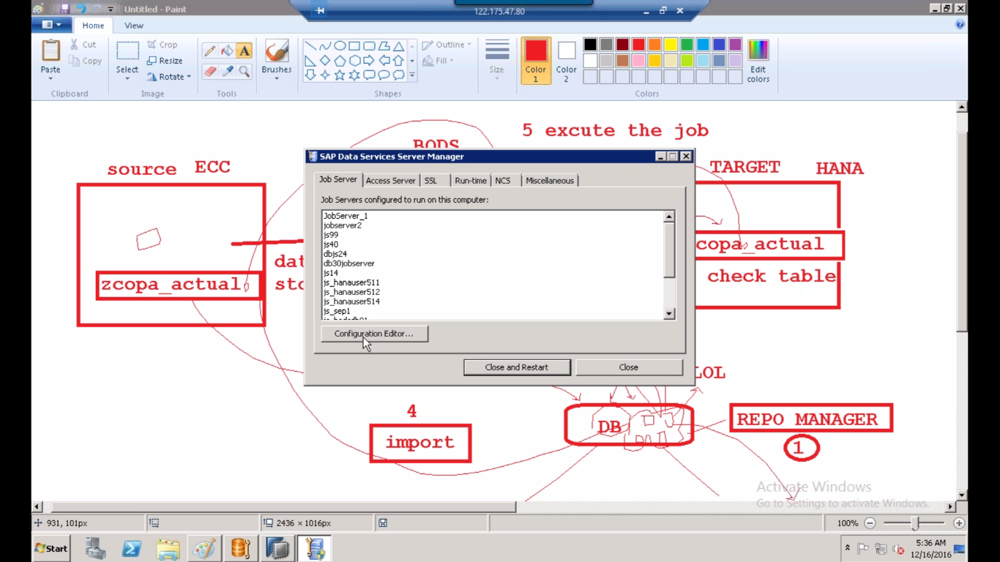 Untitled - Paint
122.175.47.80
Home
View
Paste
Cut
Copy
Clipboard
Select
Crop
Resize
Rotate
Image
A
Tools
Brushes
Outline
Fill
Shapes
Size
Color
1
Color
2
Edit
colors
Colors
5 excute the job
BODS
source ECC
TARGET HANA
SAP Data Services Server Manager
Job Server
Access Server
SSL
Run-time
NCS
Miscellaneous
Job Servers configured to run on this computer:
JobServer_1
jobserver2
js99
js40
dbjs24
db30jobserver
js14
js_hanauser511
js_hanauser512
js_hanauser514
js_sep1
Configuration Editor...
Close and Restart
Close
zcopa_actual
dat
sto
copa_actual
check table
LOL
4
import
DB
REPO MANAGER
1
Activate Windows
Go to Settings to activate Windows.
931, 101px
2436 × 1016px
100%
Start
5:36 AM
12/16/2016